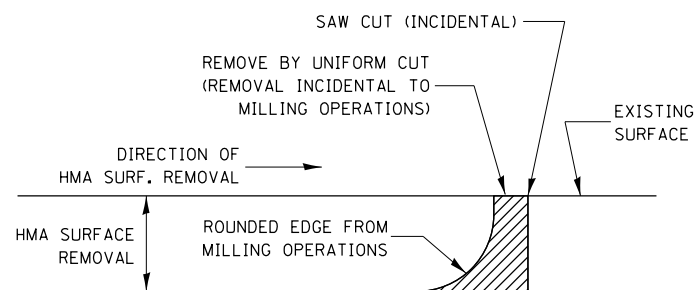 SAW CUT (INCIDENTAL)
REMOVE BY UNIFORM CUT
(REMOVAL INCIDENTAL TO
MILLING OPERATIONS)
EXISTING
SURFACE
DIRECTION OF
HMA SURF. REMOVAL
HMA SURFACE
REMOVAL
ROUNDED EDGE FROM
MILLING OPERATIONS